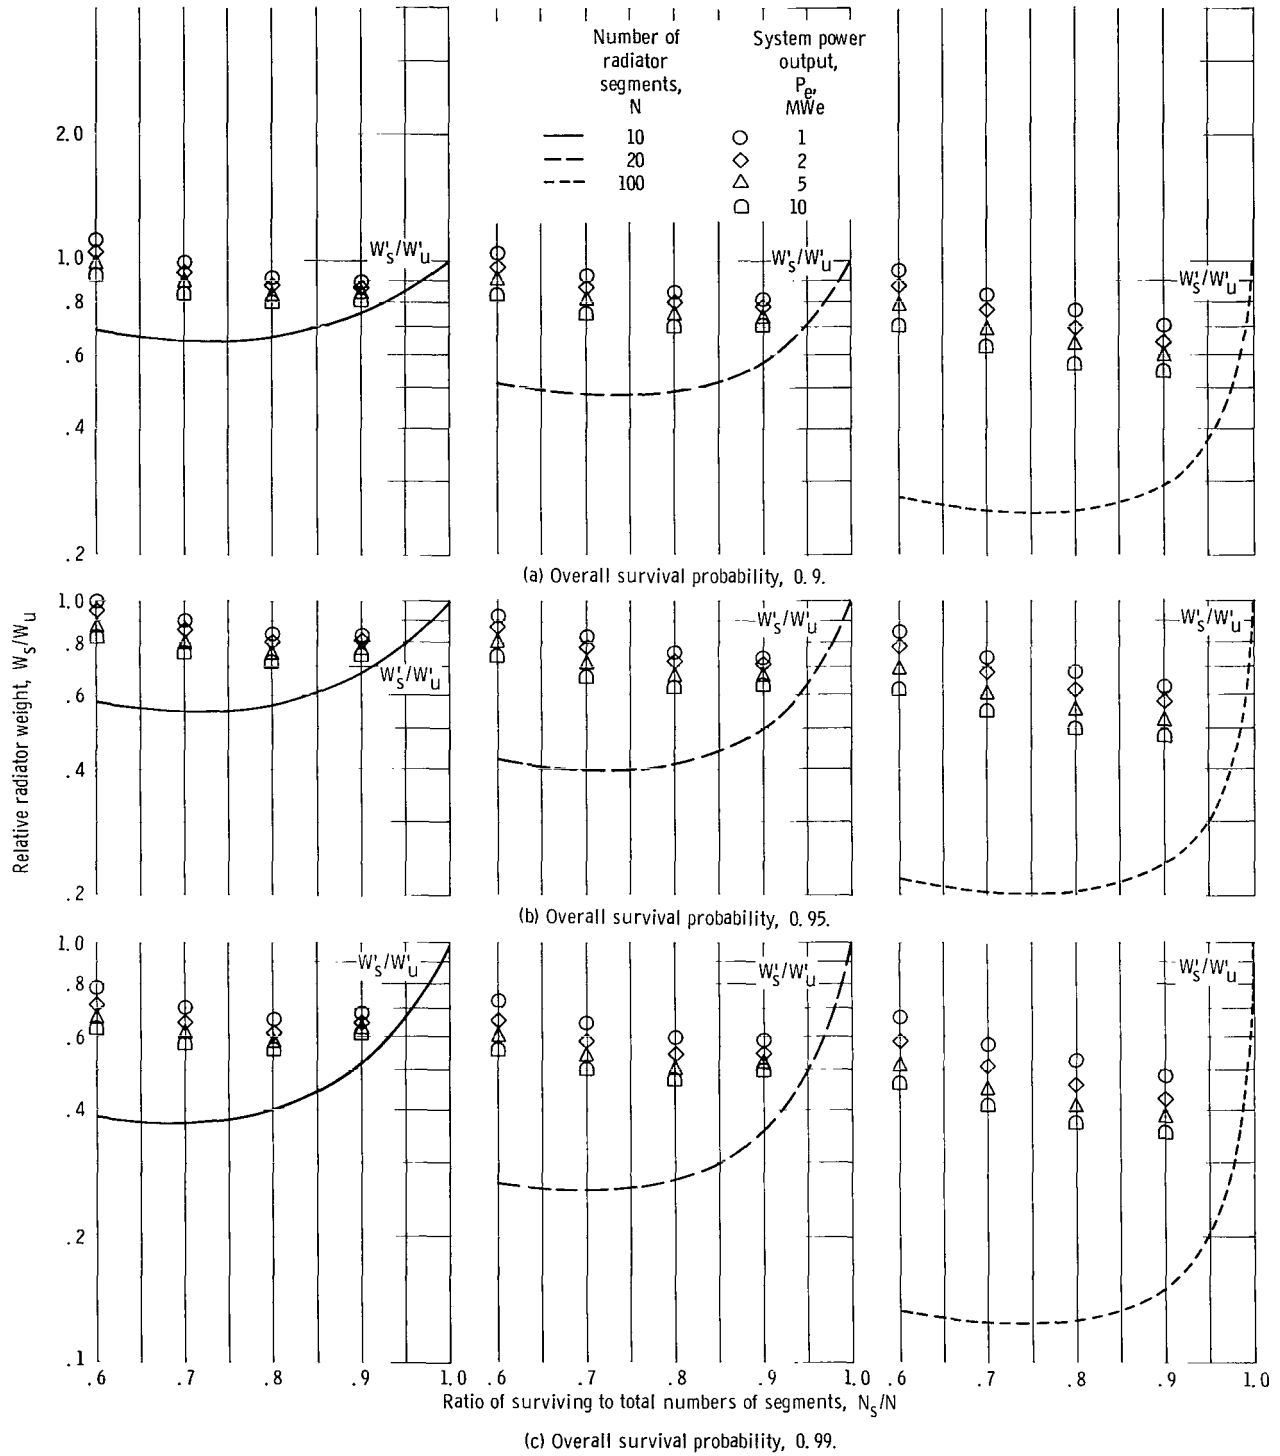 Number of
radiator
segments,
N
10
20
100
System power
output,
Pe,
MWe
1
2
5
10
2.0
1.0
.8
.6
.4
.2
W's/W'u
W's/W'u
W's/W'u
(a) Overall survival probability, 0.9.
Relative radiator weight, Ws/Wu
1.0
.8
.6
.4
.2
W's/W'u
W's/W'u
W's/W'u
(b) Overall survival probability, 0.95.
1.0
.8
.6
.4
.2
.1
W's/W'u
W's/W'u
W's/W'u
.6 .7 .8 .9 1.0 .6 .7 .8 .9 1.0 .6 .7 .8 .9 1.0
Ratio of surviving to total numbers of segments, Ns/N
(c) Overall survival probability, 0.99.